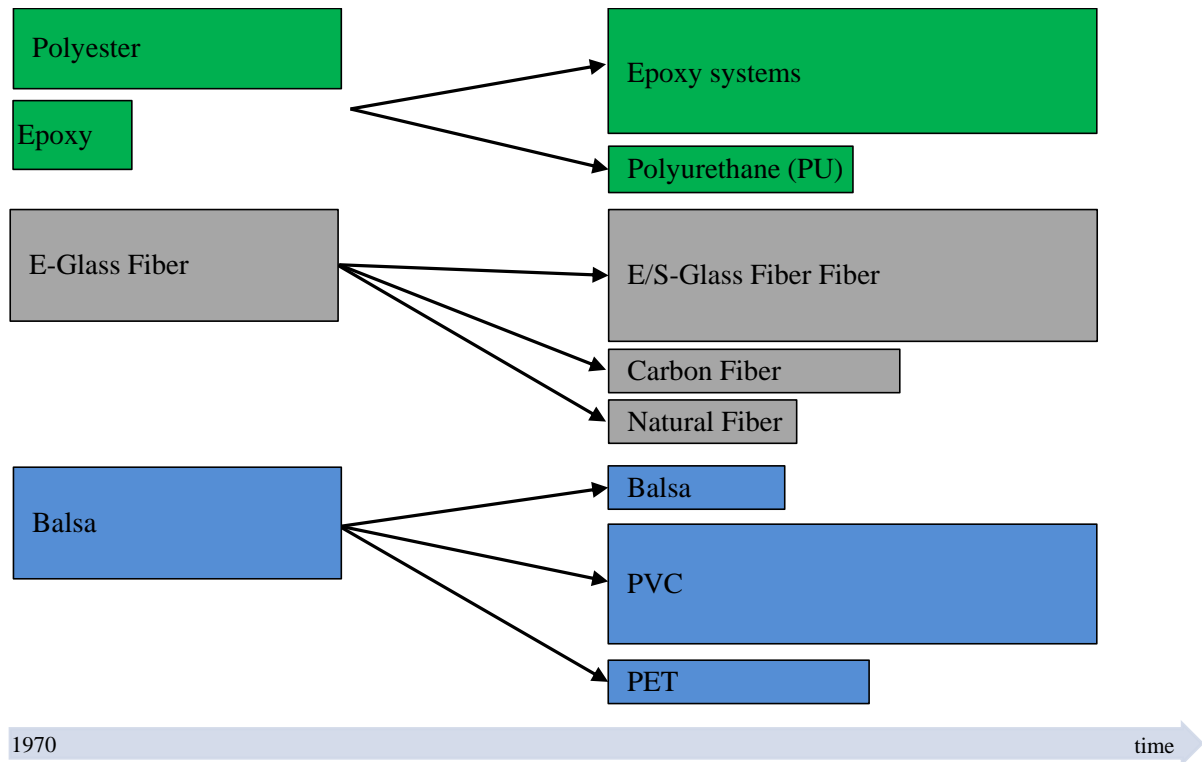 Polyester
Epoxy systems
Epoxy
Polyurethane (PU)
E-Glass Fiber
E/S-Glass Fiber Fiber
Carbon Fiber
Natural Fiber
Balsa
Balsa
PVC
PET
1970
time